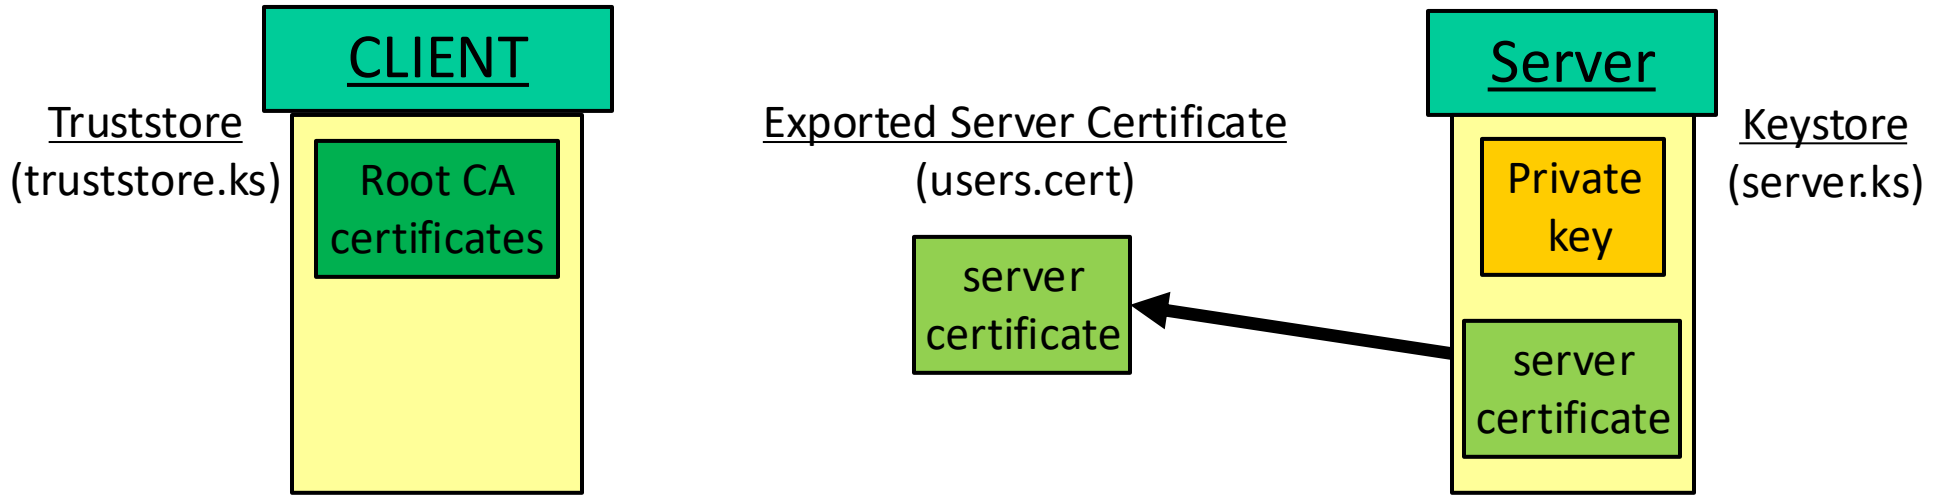 CLIENT
Truststore
(truststore.ks)
Root CA
certificates
Exported Server Certificate
(users.cert)
server
certificate
Server
Keystore
(server.ks)
Private
key
server
certificate